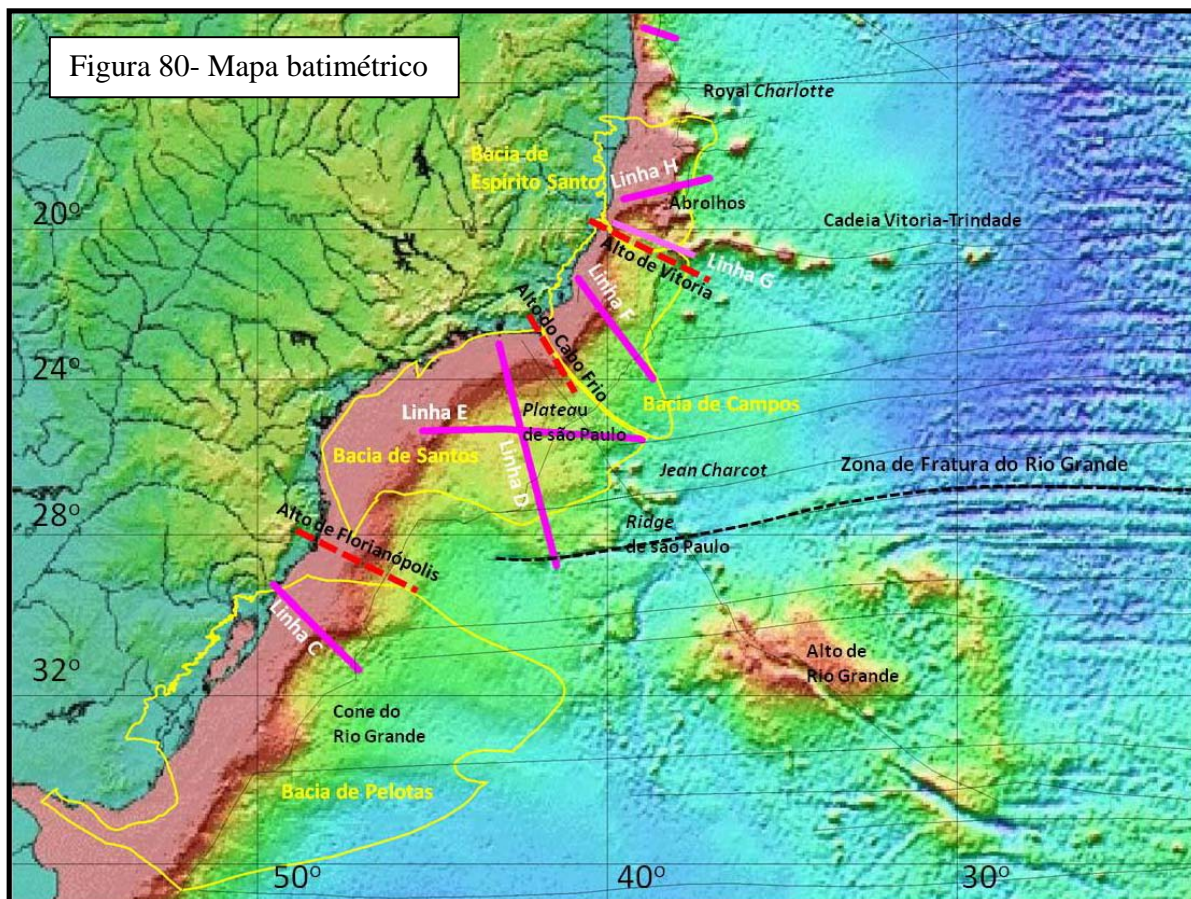 Figura 80- Mapa batimétrico
Royal Charlotte
Bacia de
Espírito Santo
Linha H
Abrolhos
20°
Cadeia Vitoria-Trindade
Alto de Vitoria
Linha G
Linha F
Alto do Cabo Frio
24°
Linha E
Plateau
de são Paulo
Bacia de Campos
Bacia de Santos
Linha D
Jean Charcot
Zona de Fratura do Rio Grande
28°
Alto de Florianópolis
Ridge
de são Paulo
Linha C
32°
Alto de
Rio Grande
Cone do
Rio Grande
Bacia de Pelotas
50°
40°
30°